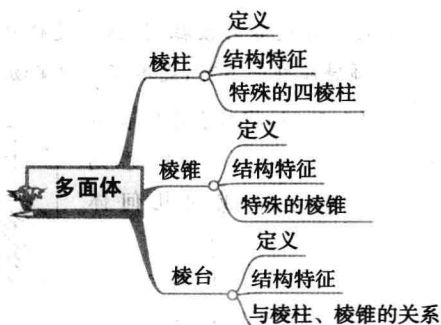 多面体
棱柱
定义
结构特征
特殊的四棱柱
棱锥
定义
结构特征
特殊的棱锥
棱台
定义
结构特征
与棱柱、棱锥的关系